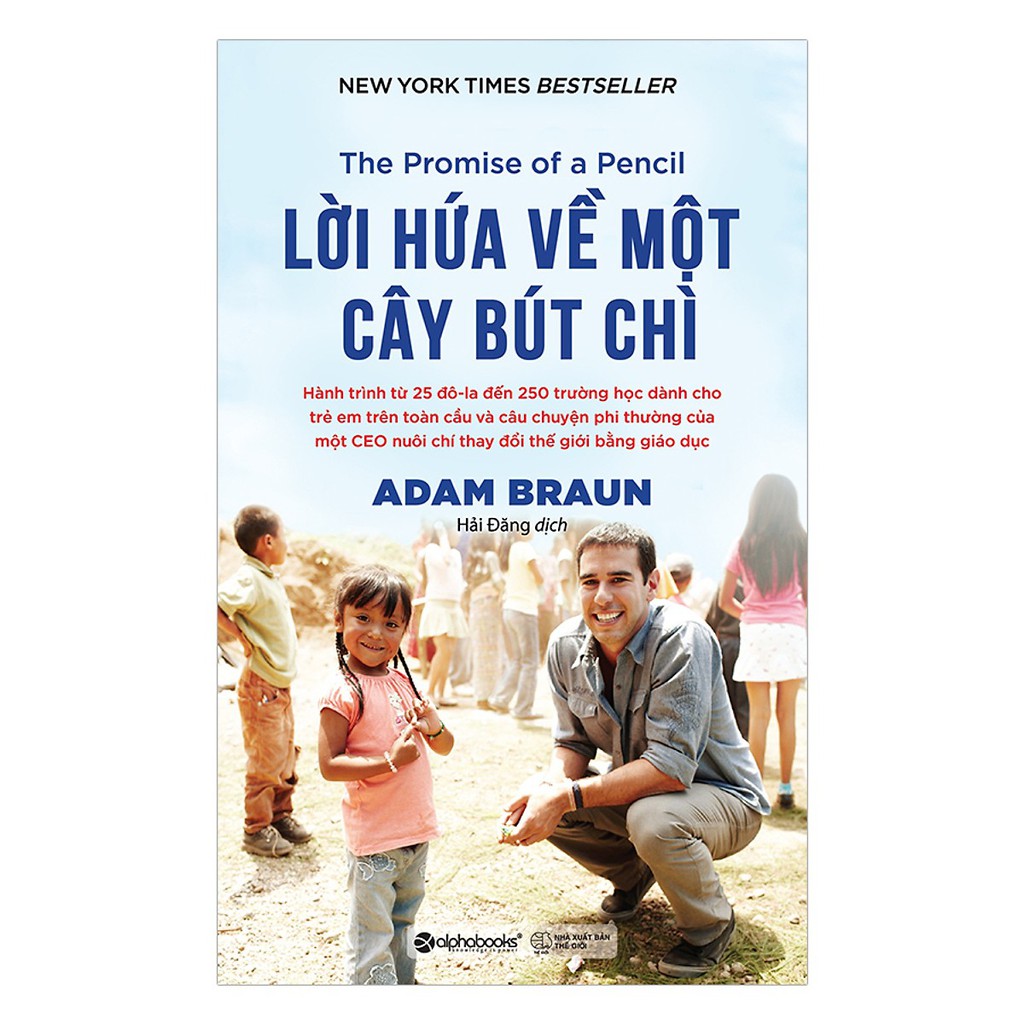 NEW YORK TIMES BESTSELLER
The Promise of a Pencil
LỜI HỨA VỀ MỘT
CÂY BÚT CHÌ
Hành trình từ 25 đô-la đến 250 trường học dành cho
trẻ em trên toàn cầu và câu chuyện phi thường của
một CEO nuôi chí thay đổi thế giới bằng giáo dục
ADAM BRAUN
Hải Đăng dịch
alphabooks®
knowledge is power
NHÀ XUẤT BẢN
THẾ GIỚI